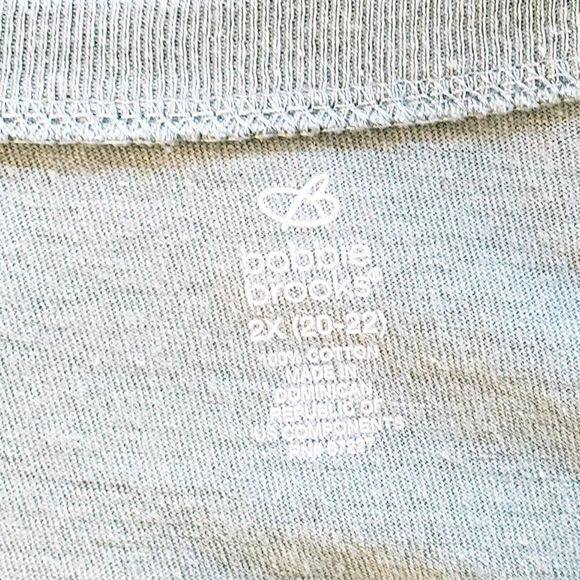 bobbie
brooks®
2X (20-22)
100% COTTON
MADE IN
DOMINICAN
REPUBLIC OF
US COMPONENTS